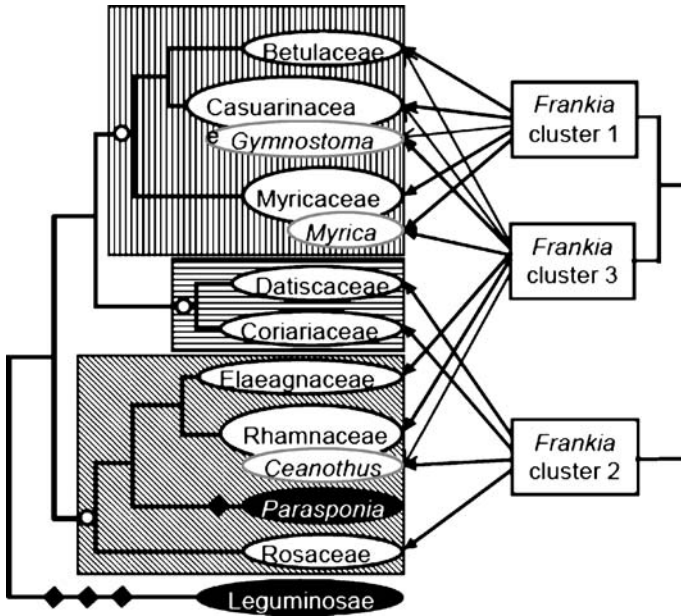 Betulaceae
Casuarinacea
e
Gymnostoma
Myricaceae
Myrica
Datiscaceae
Coriariaceae
Elaeagnaceae
Rhamnaceae
Ceanothus
Parasponia
Rosaceae
Leguminosae
Frankia
cluster 1
Frankia
cluster 3
Frankia
cluster 2